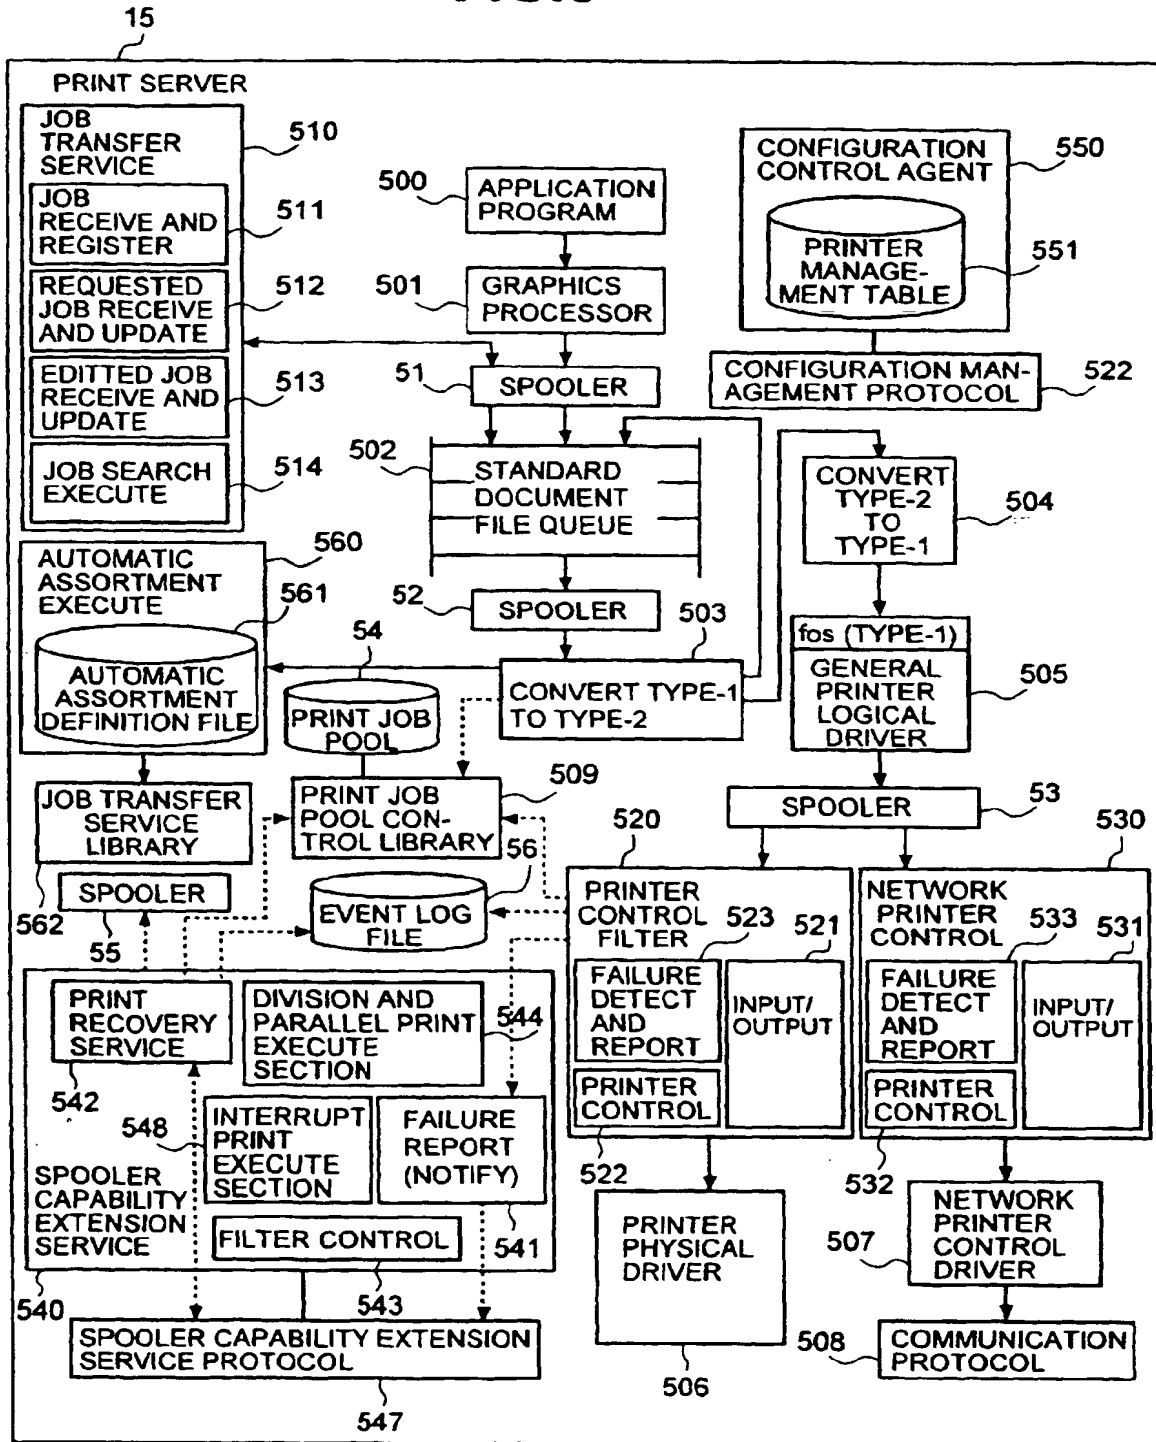 15
PRINT SERVER
JOB
TRANSFER
SERVICE
510
JOB
RECEIVE AND
REGISTER
511
REQUESTED
JOB RECEIVE
AND UPDATE
512
EDITTED JOB
RECEIVE AND
UPDATE
513
JOB SEARCH
EXECUTE
514
500
APPLICATION
PROGRAM
501
GRAPHICS
PROCESSOR
51
SPOOLER
502
STANDARD
DOCUMENT
FILE QUEUE
52
SPOOLER
503
CONVERT TYPE-1
TO TYPE-2
CONFIGURATION
CONTROL AGENT
550
PRINTER
MANAGE-
MENT TABLE
551
CONFIGURATION MAN-
AGEMENT PROTOCOL
522
CONVERT
TYPE-2
TO
TYPE-1
504
fos (TYPE-1)
GENERAL
PRINTER
LOGICAL
DRIVER
505
SPOOLER
53
AUTOMATIC
ASSORTMENT
EXECUTE
560
561
AUTOMATIC
ASSORTMENT
DEFINITION FILE
54
PRINT JOB
POOL
JOB TRANSFER
SERVICE
LIBRARY
562
PRINT JOB
POOL CON-
TROL LIBRARY
509
SPOOLER
55
EVENT LOG
FILE
56
520
PRINTER
CONTROL
FILTER
523
521
FAILURE
DETECT
AND
REPORT
INPUT/
OUTPUT
PRINTER
CONTROL
522
530
NETWORK
PRINTER
CONTROL
533
531
FAILURE
DETECT
AND
REPORT
INPUT/
OUTPUT
PRINTER
CONTROL
532
PRINT
RECOVERY
SERVICE
542
DIVISION AND
PARALLEL PRINT
EXECUTE
SECTION
544
548
INTERRUPT
PRINT
EXECUTE
SECTION
FAILURE
REPORT
(NOTIFY)
541
SPOOLER
CAPABILITY
EXTENSION
SERVICE
540
FILTER CONTROL
543
SPOOLER CAPABILITY EXTENSION
SERVICE PROTOCOL
547
PRINTER
PHYSICAL
DRIVER
506
507
NETWORK
PRINTER
CONTROL
DRIVER
508
COMMUNICATION
PROTOCOL